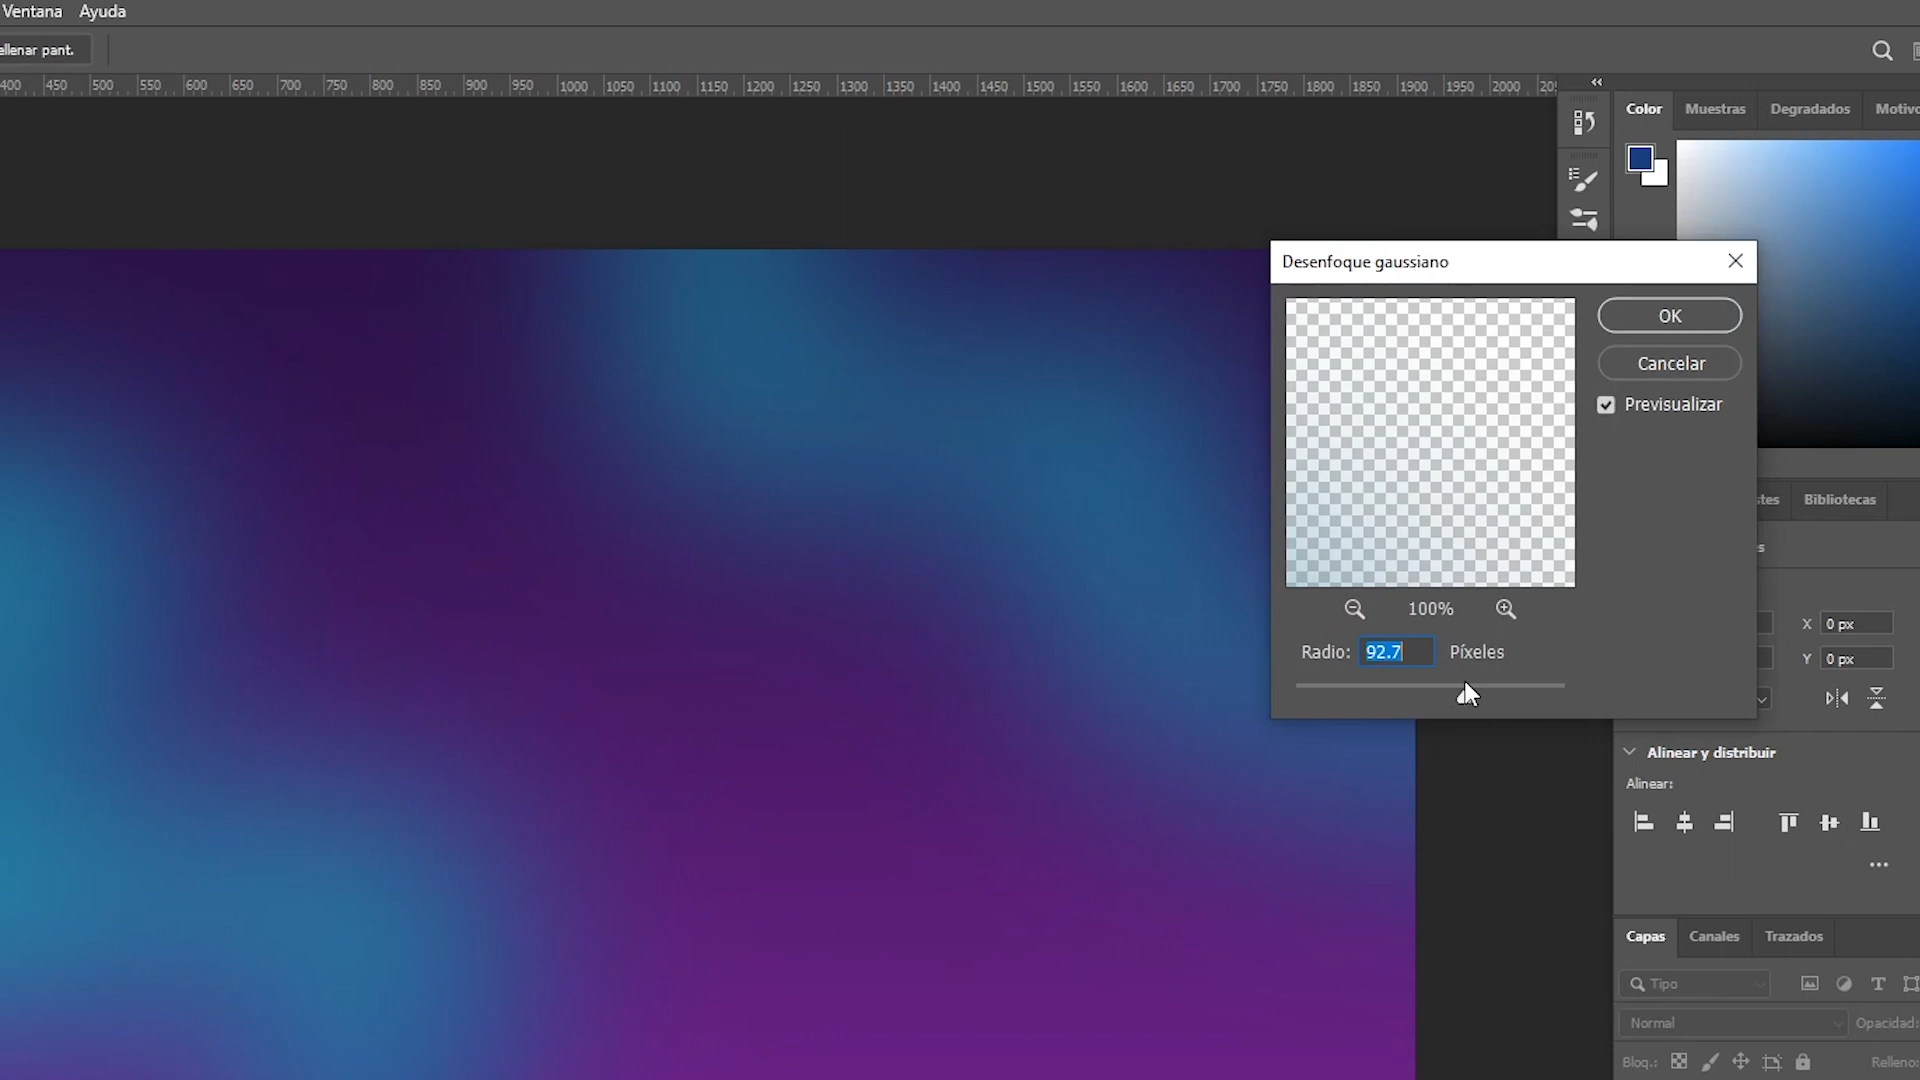 Ventana Ayuda
ellenar pant.
400 450 500 550 600 650 700 750 800 850 900 950 1000 1050 1100 1150 1200 1250 1300 1350 1400 1450 1500 1550 1600 1650 1700 1750 1800 1850 1900 1950 2000 205
Color Muestras Degradados Motivo
Desenfoque gaussiano
OK
Cancelar
Previsualizar
100%
Radio: 92.7 Píxeles
stes Bibliotecas
s
X 0 px
Y 0 px
Alinear y distribuir
Alinear:
Capas Canales Trazados
Tipo
Normal Opacidad:
Bloq.: Relleno: